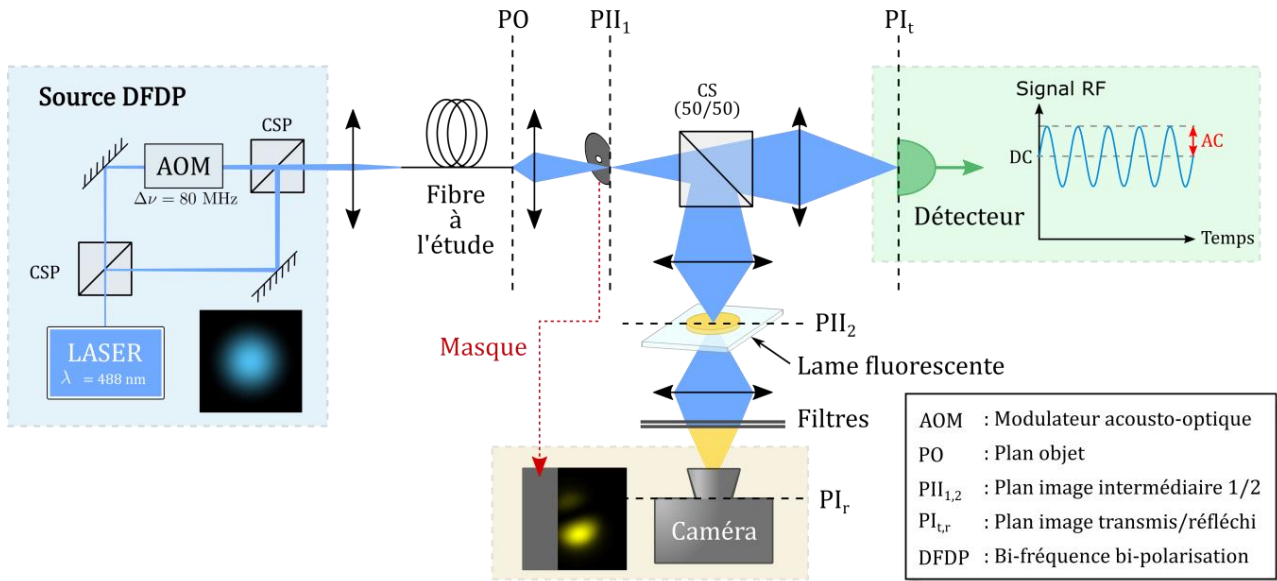 PO
PII₁
PIₜ
Source DFDP
CSP
AOM
Δν = 80 MHz
CSP
LASER
λ = 488 nm
Fibre
à
l'étude
CS
(50/50)
Signal RF
AC
DC
Temps
Détecteur
Masque
PII₂
Lame fluorescente
Filtres
PIᵣ
Caméra
AOM : Modulateur acousto-optique
PO : Plan objet
PII₁,₂ : Plan image intermédiaire 1/2
PIₜ,ᵣ : Plan image transmis/réfléchi
DFDP : Bi-fréquence bi-polarisation